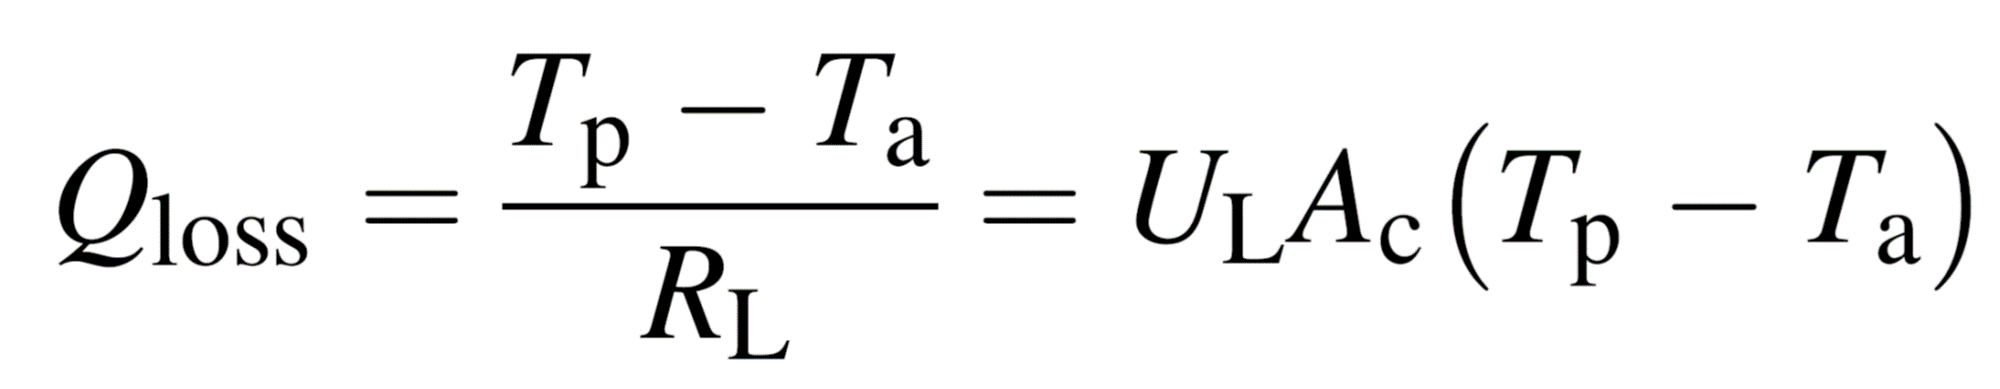 Q_loss = (T_p − T_a) / R_L = U_L A_c (T_p − T_a)